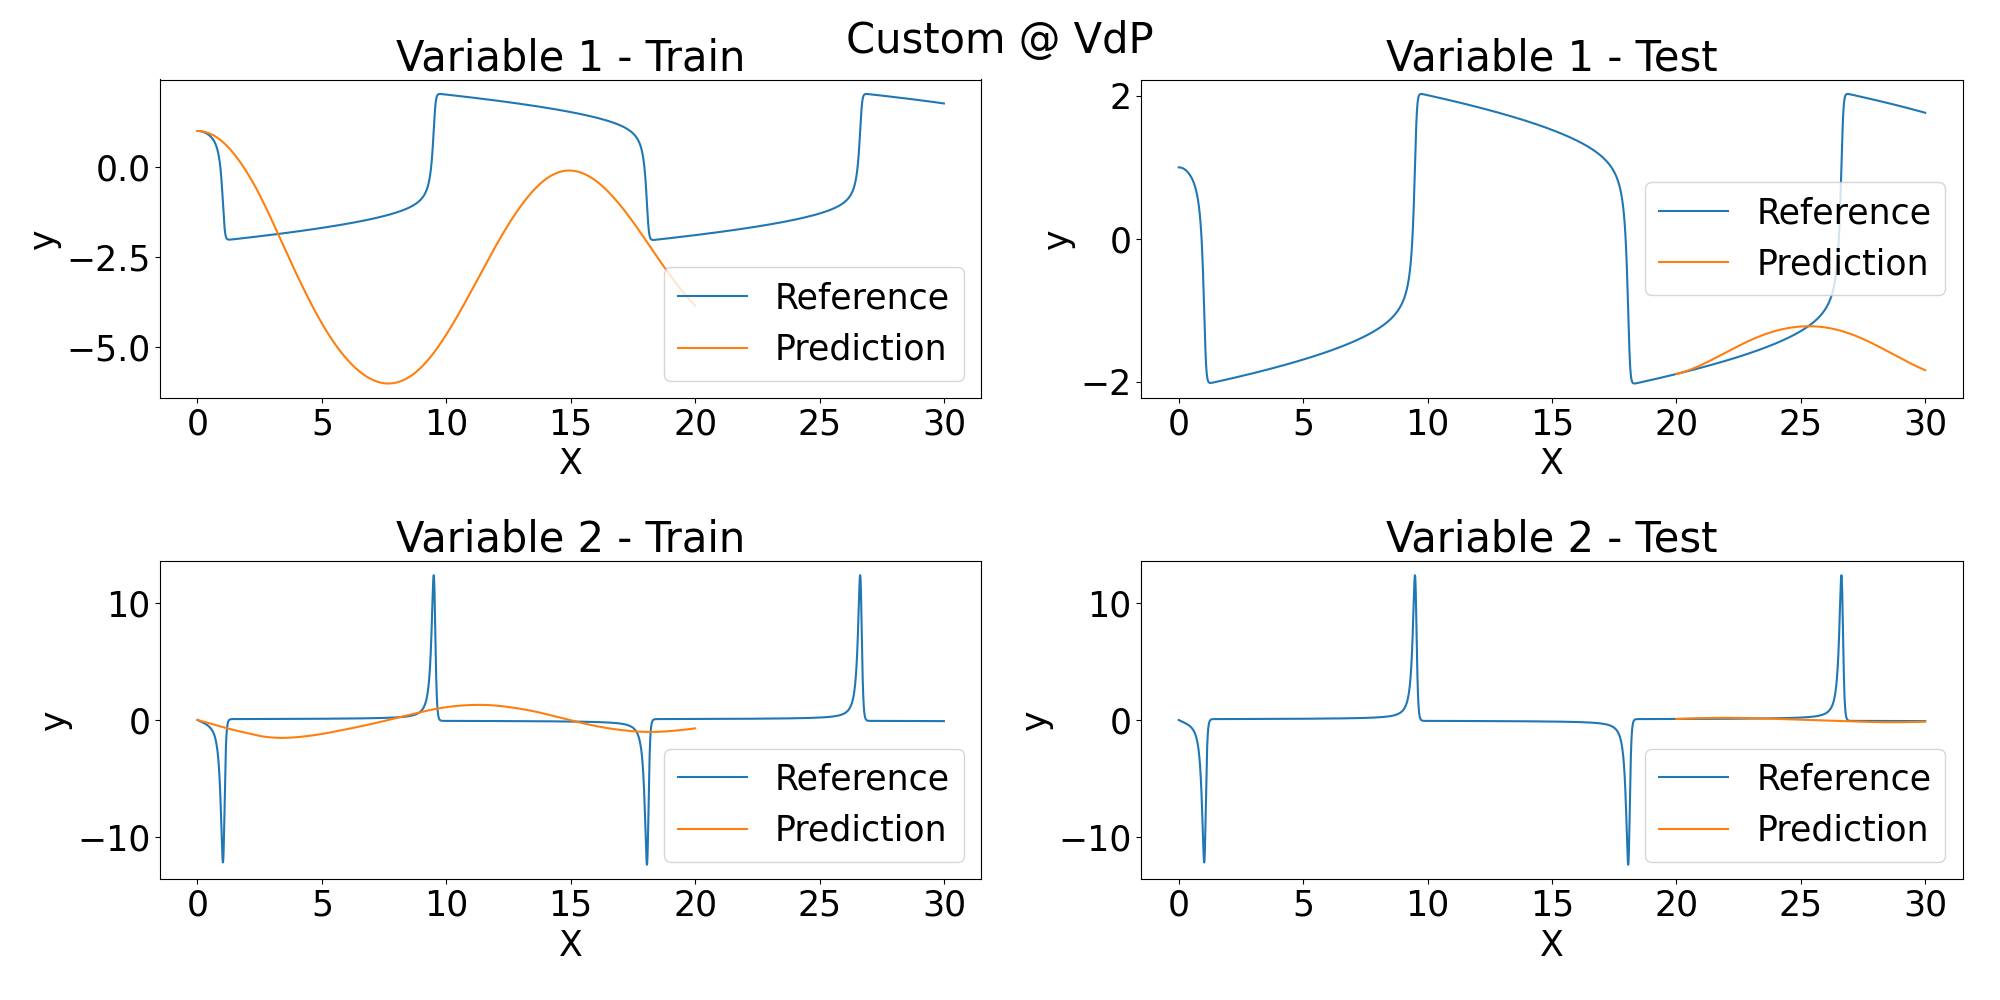 Custom @ VdP
Variable 1 - Train
0.0
−2.5
−5.0
y
0 5 10 15 20 25 30
X
Reference
Prediction
Variable 1 - Test
2
0
−2
y
0 5 10 15 20 25 30
X
Reference
Prediction
Variable 2 - Train
10
0
−10
y
0 5 10 15 20 25 30
X
Reference
Prediction
Variable 2 - Test
10
0
−10
y
0 5 10 15 20 25 30
X
Reference
Prediction